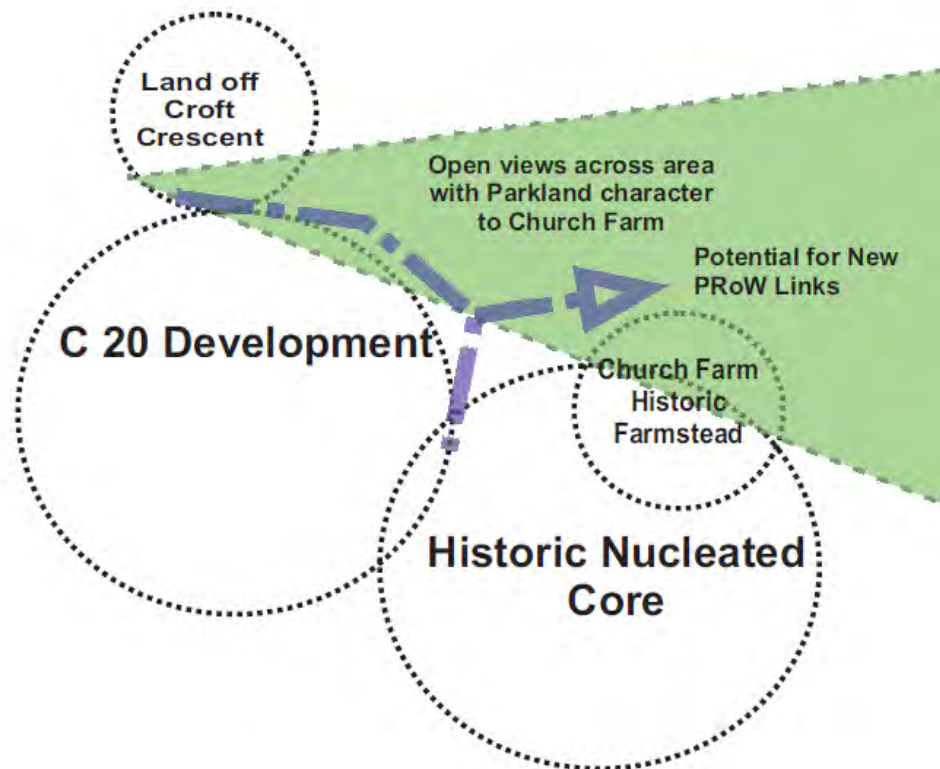 Land off
Croft
Crescent
Open views across area
with Parkland character
to Church Farm
Potential for New
PRoW Links
C 20 Development
Church Farm
Historic
Farmstead
Historic Nucleated
Core